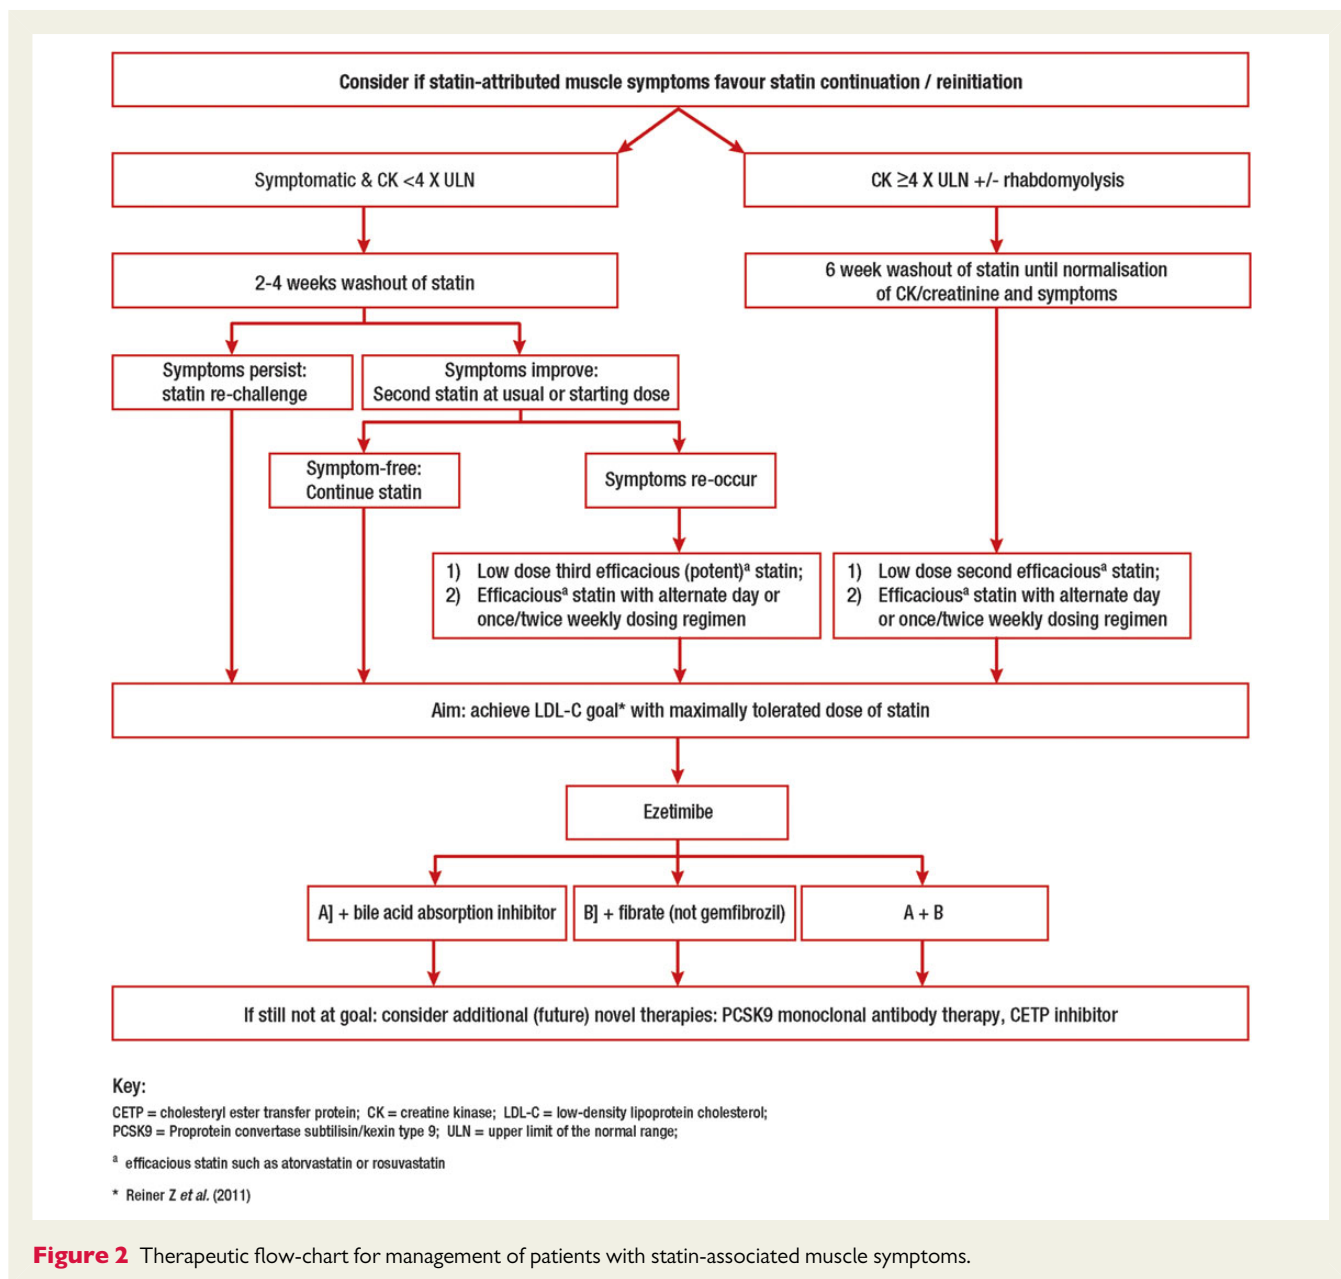 Consider if statin-attributed muscle symptoms favour statin continuation / reinitiation
Symptomatic & CK <4 X ULN
CK ≥4 X ULN +/- rhabdomyolysis
2-4 weeks washout of statin
6 week washout of statin until normalisation
of CK/creatinine and symptoms
Symptoms persist:
statin re-challenge
Symptoms improve:
Second statin at usual or starting dose
Symptom-free:
Continue statin
Symptoms re-occur
1) Low dose third efficacious (potent)ª statin;
2) Efficaciousª statin with alternate day or
once/twice weekly dosing regimen
1) Low dose second efficaciousª statin;
2) Efficaciousª statin with alternate day
or once/twice weekly dosing regimen
Aim: achieve LDL-C goal* with maximally tolerated dose of statin
Ezetimibe
A] + bile acid absorption inhibitor
B] + fibrate (not gemfibrozil)
A + B
If still not at goal: consider additional (future) novel therapies: PCSK9 monoclonal antibody therapy, CETP inhibitor
Key:
CETP = cholesteryl ester transfer protein; CK = creatine kinase; LDL-C = low-density lipoprotein cholesterol;
PCSK9 = Proprotein convertase subtilisin/kexin type 9; ULN = upper limit of the normal range;
ª efficacious statin such as atorvastatin or rosuvastatin
* Reiner Z et al. (2011)
Figure 2 Therapeutic flow-chart for management of patients with statin-associated muscle symptoms.